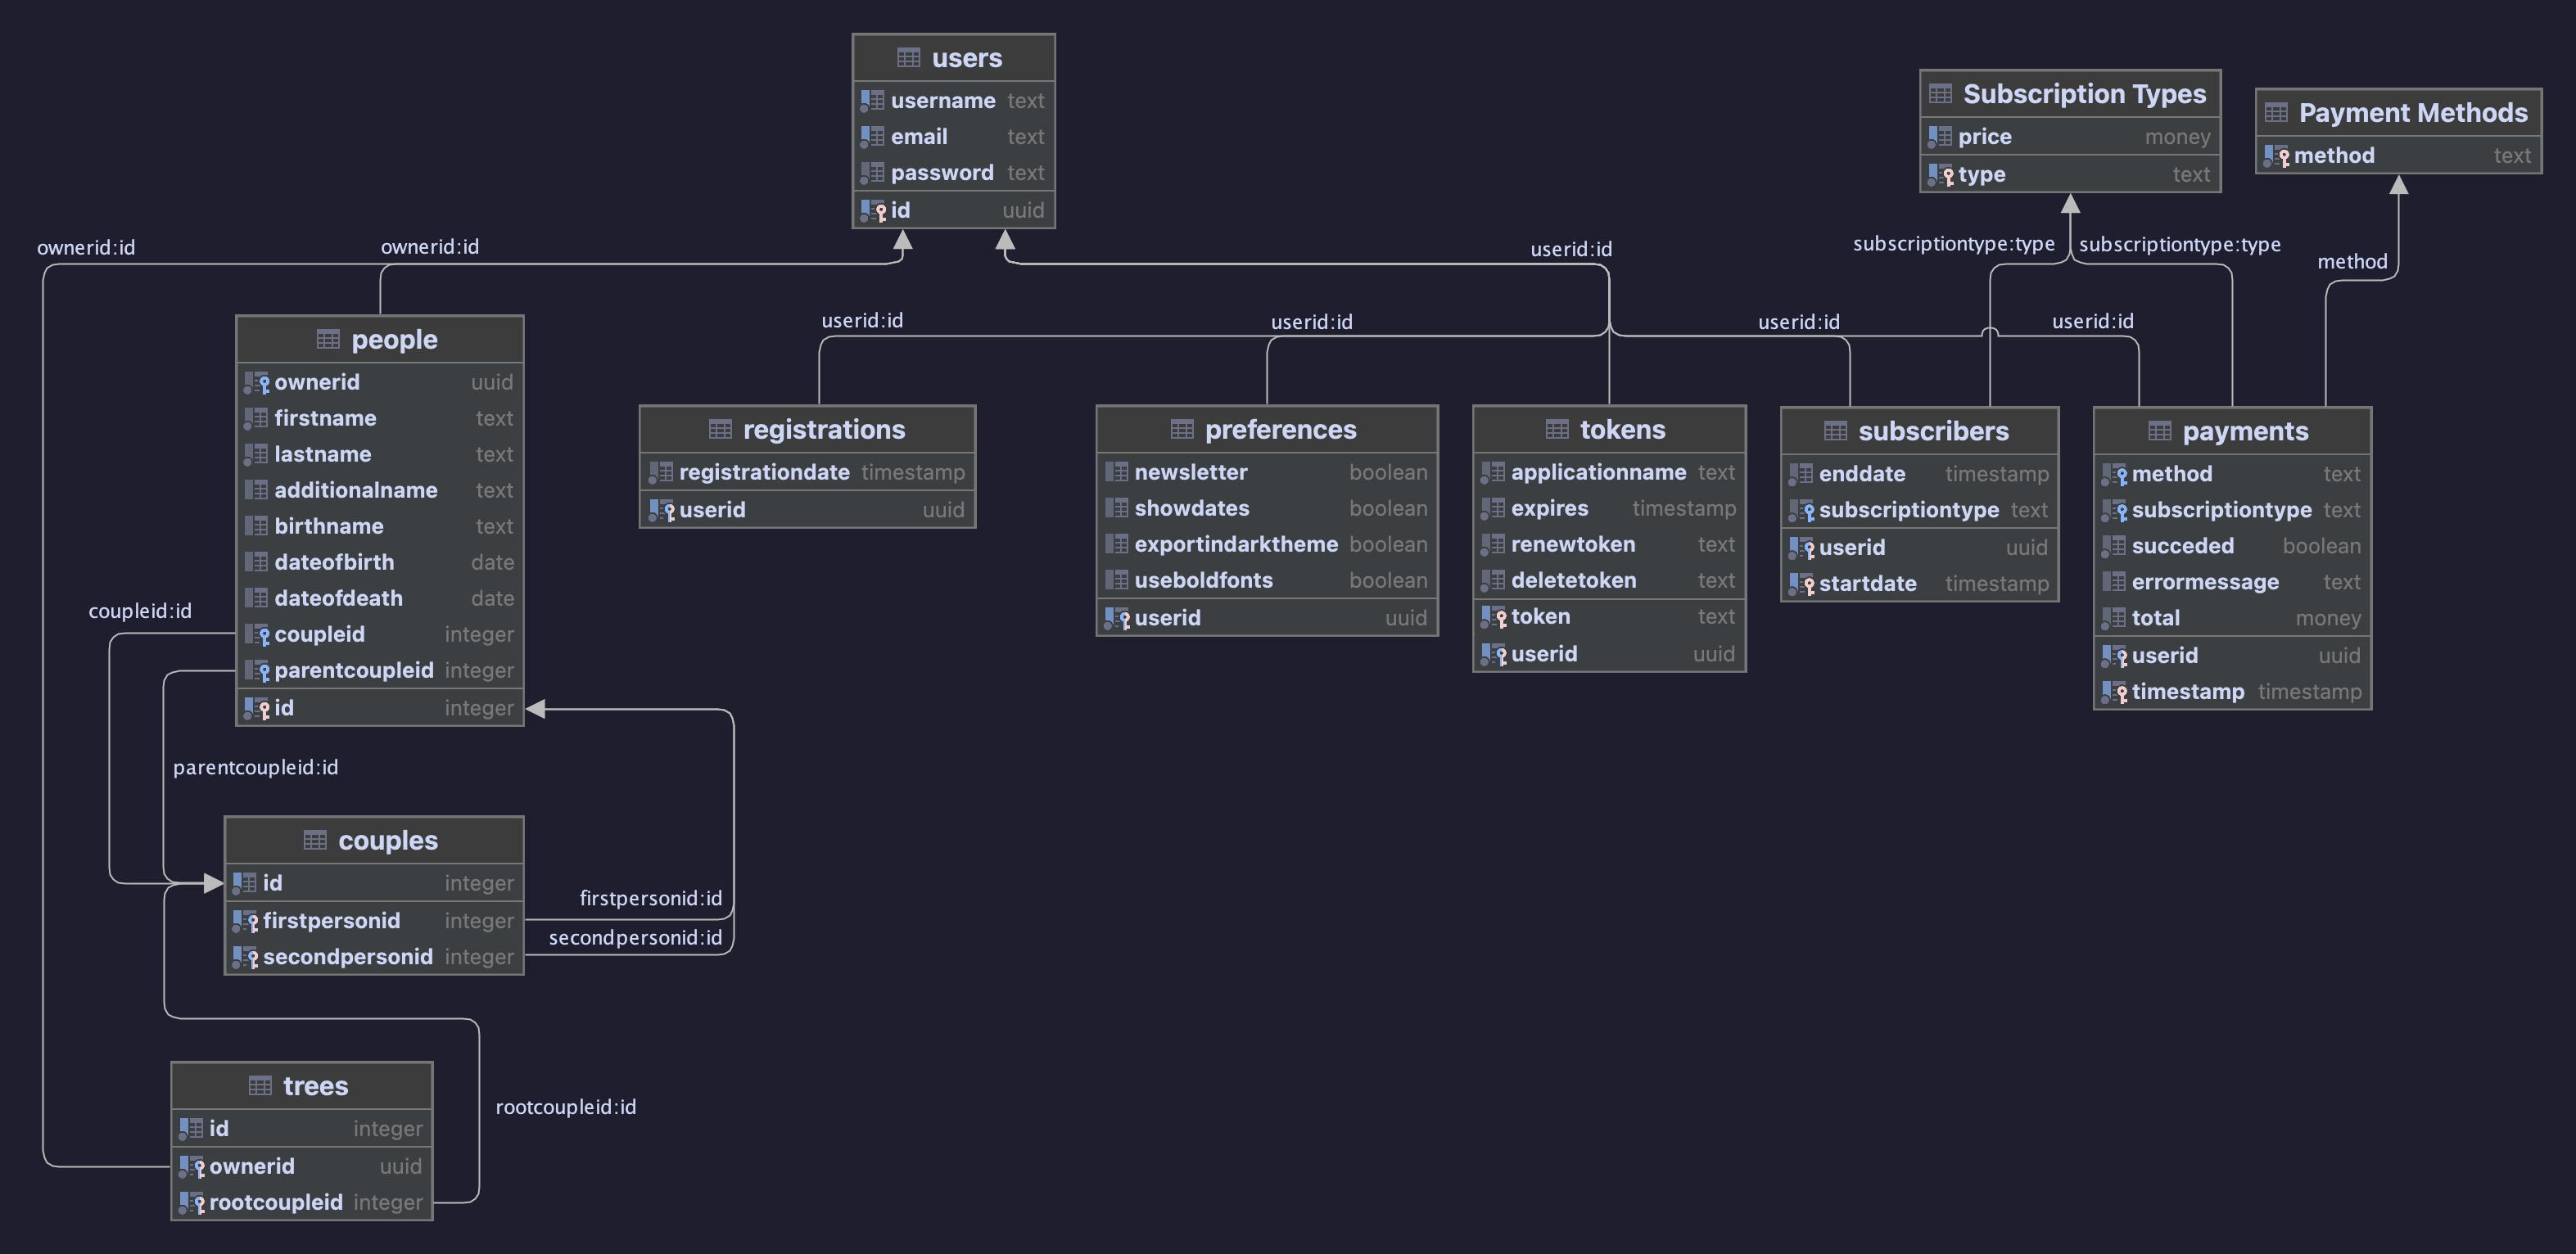 users
username text
email text
password text
id uuid
Subscription Types
price money
type text
Payment Methods
method text
ownerid:id
ownerid:id
userid:id
subscriptiontype:type
subscriptiontype:type
method
userid:id
userid:id
userid:id
userid:id
people
ownerid uuid
firstname text
lastname text
additionalname text
birthname text
dateofbirth date
dateofdeath date
coupleid integer
parentcoupleid integer
id integer
registrations
registrationdate timestamp
userid uuid
preferences
newsletter boolean
showdates boolean
exportindarktheme boolean
useboldfonts boolean
userid uuid
tokens
applicationname text
expires timestamp
renewtoken text
deletetoken text
token text
userid uuid
subscribers
enddate timestamp
subscriptiontype text
userid uuid
startdate timestamp
payments
method text
subscriptiontype text
succeded boolean
errormessage text
total money
userid uuid
timestamp timestamp
coupleid:id
parentcoupleid:id
couples
id integer
firstpersonid integer
secondpersonid integer
firstpersonid:id
secondpersonid:id
trees
id integer
ownerid uuid
rootcoupleid integer
rootcoupleid:id